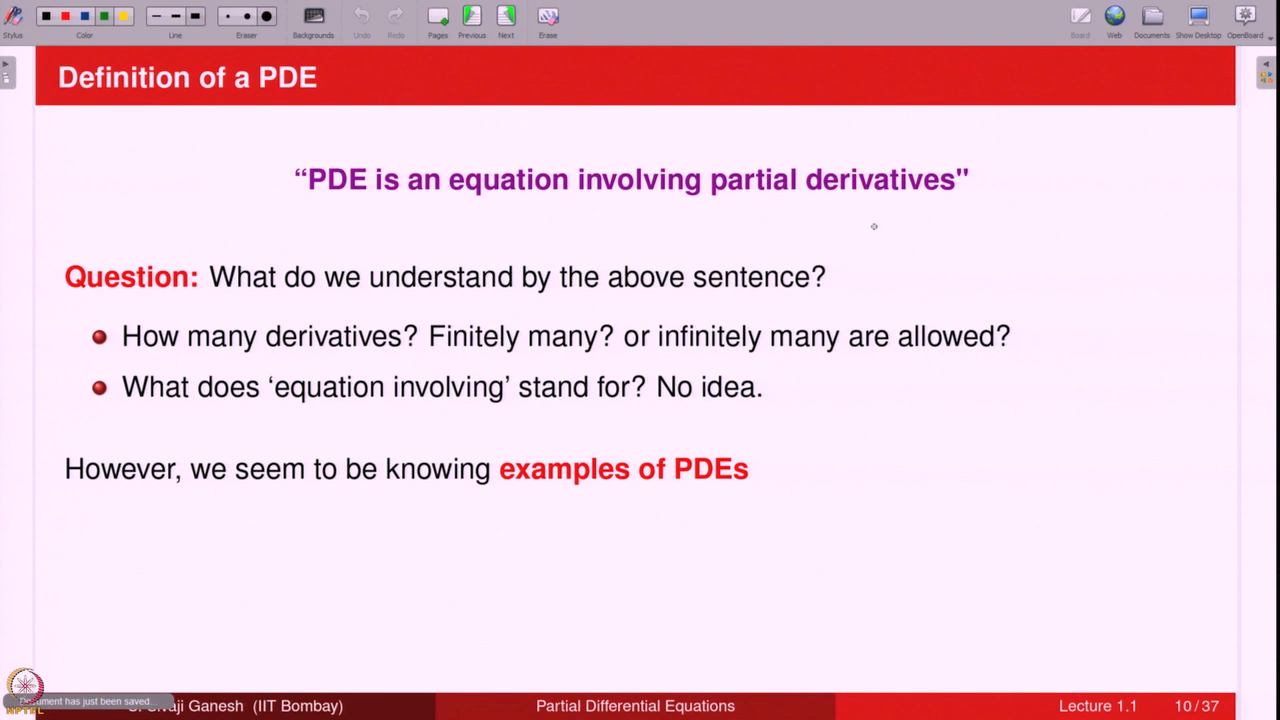 Stylus
Color
Line
Eraser
Backgrounds
Undo
Redo
Pages
Previous
Next
Erase
Board
Web
Documents
Show Desktop
OpenBoard
Definition of a PDE
“PDE is an equation involving partial derivatives"
Question: What do we understand by the above sentence?
How many derivatives? Finitely many? or infinitely many are allowed?
What does ‘equation involving’ stand for? No idea.
However, we seem to be knowing examples of PDEs
Document has just been saved...
Ganesh (IIT Bombay)
Partial Differential Equations
Lecture 1.1
10/37
NPTEL